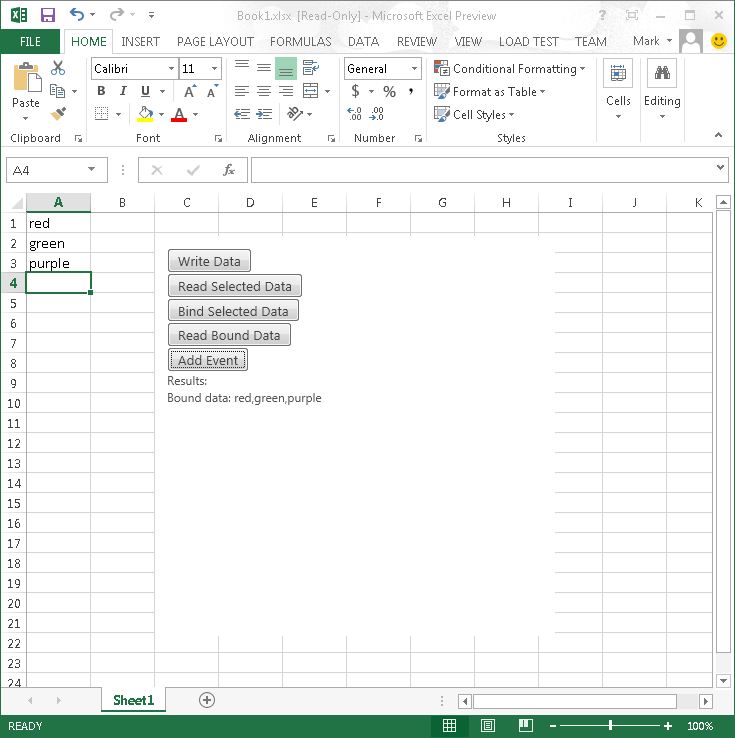 Book1.xlsx [Read-Only] - Microsoft Excel Preview
?
FILE HOME INSERT PAGE LAYOUT FORMULAS DATA REVIEW VIEW LOAD TEST TEAM Mark
Calibri 11 General Conditional Formatting
Paste B I U A A $ % , Format as Table Cells Editing
A .00 .00 Cell Styles
Clipboard Font Alignment Number Styles
A4 fx
A B C D E F G H I J K
1 red
2 green
3 purple
4
5
6
7
8
9
10
11
12
13
14
15
16
17
18
19
20
21
22
23
24
Write Data
Read Selected Data
Bind Selected Data
Read Bound Data
Add Event
Results:
Bound data: red,green,purple
Sheet1
READY 100%